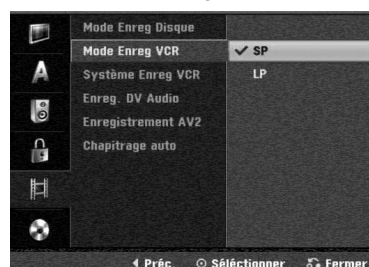 Mode Enreg Disque
Mode Enreg VCR
✔ SP
Système Enreg VCR
LP
Enreg. DV Audio
Enregistrement AV2
Chapitrage auto
Préc. Séléctionner Fermer